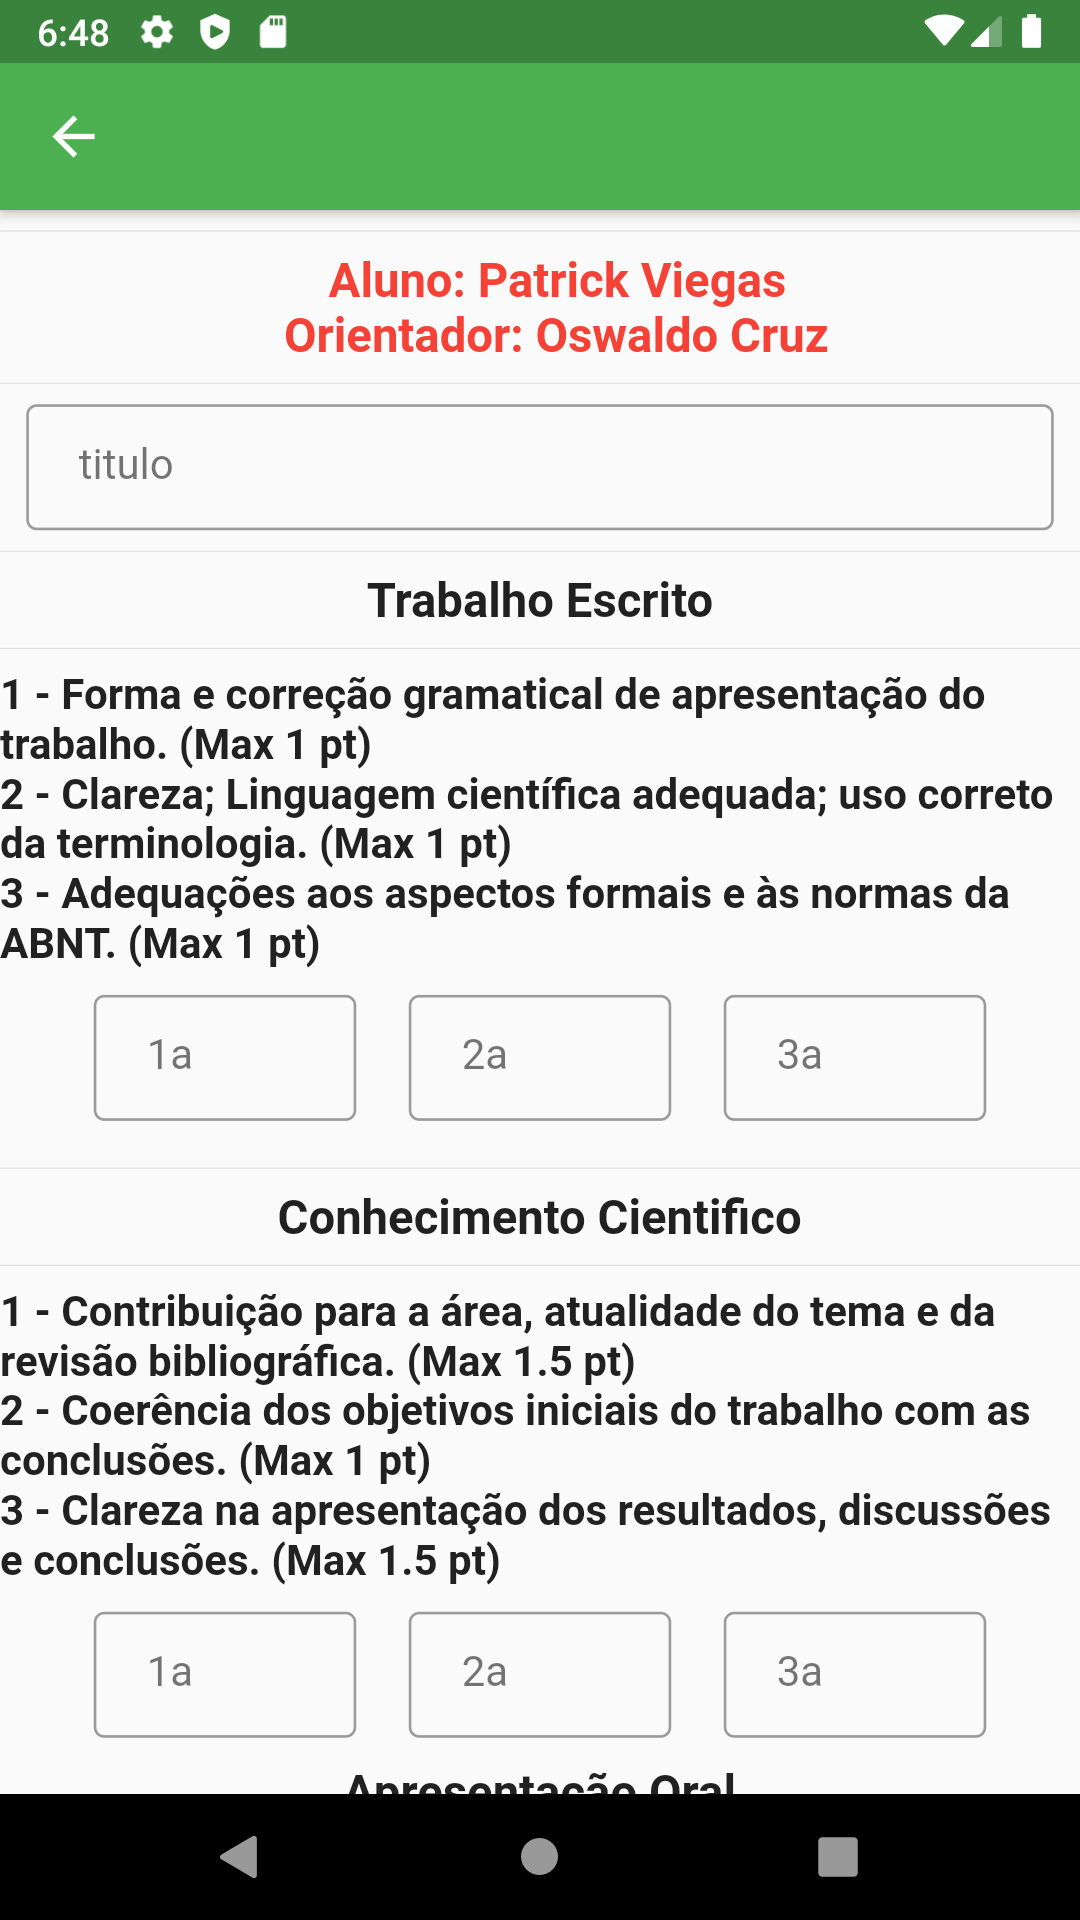 6:48
Aluno: Patrick Viegas
Orientador: Oswaldo Cruz
titulo
Trabalho Escrito
1 - Forma e correção gramatical de apresentação do
trabalho. (Max 1 pt)
2 - Clareza; Linguagem científica adequada; uso correto
da terminologia. (Max 1 pt)
3 - Adequações aos aspectos formais e às normas da
ABNT. (Max 1 pt)
1a 2a 3a
Conhecimento Cientifico
1 - Contribuição para a área, atualidade do tema e da
revisão bibliográfica. (Max 1.5 pt)
2 - Coerência dos objetivos iniciais do trabalho com as
conclusões. (Max 1 pt)
3 - Clareza na apresentação dos resultados, discussões
e conclusões. (Max 1.5 pt)
1a 2a 3a
Apresentação Oral